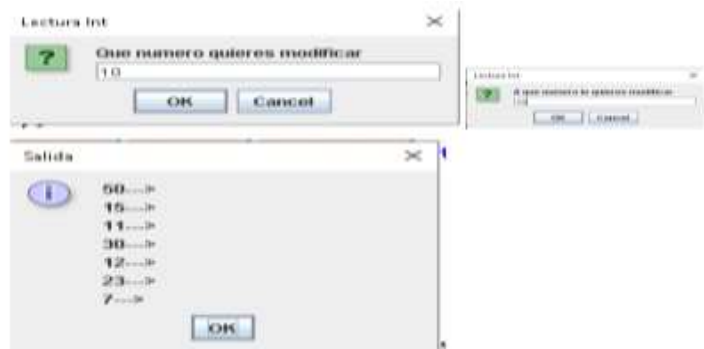 Lectura Int
Que numero quieres modificar
10
OK Cancel
Lectura Int
A que numero lo quieres modificar
OK Cancel
Salida
50--->
15--->
11--->
30--->
12--->
23--->
7--->
OK